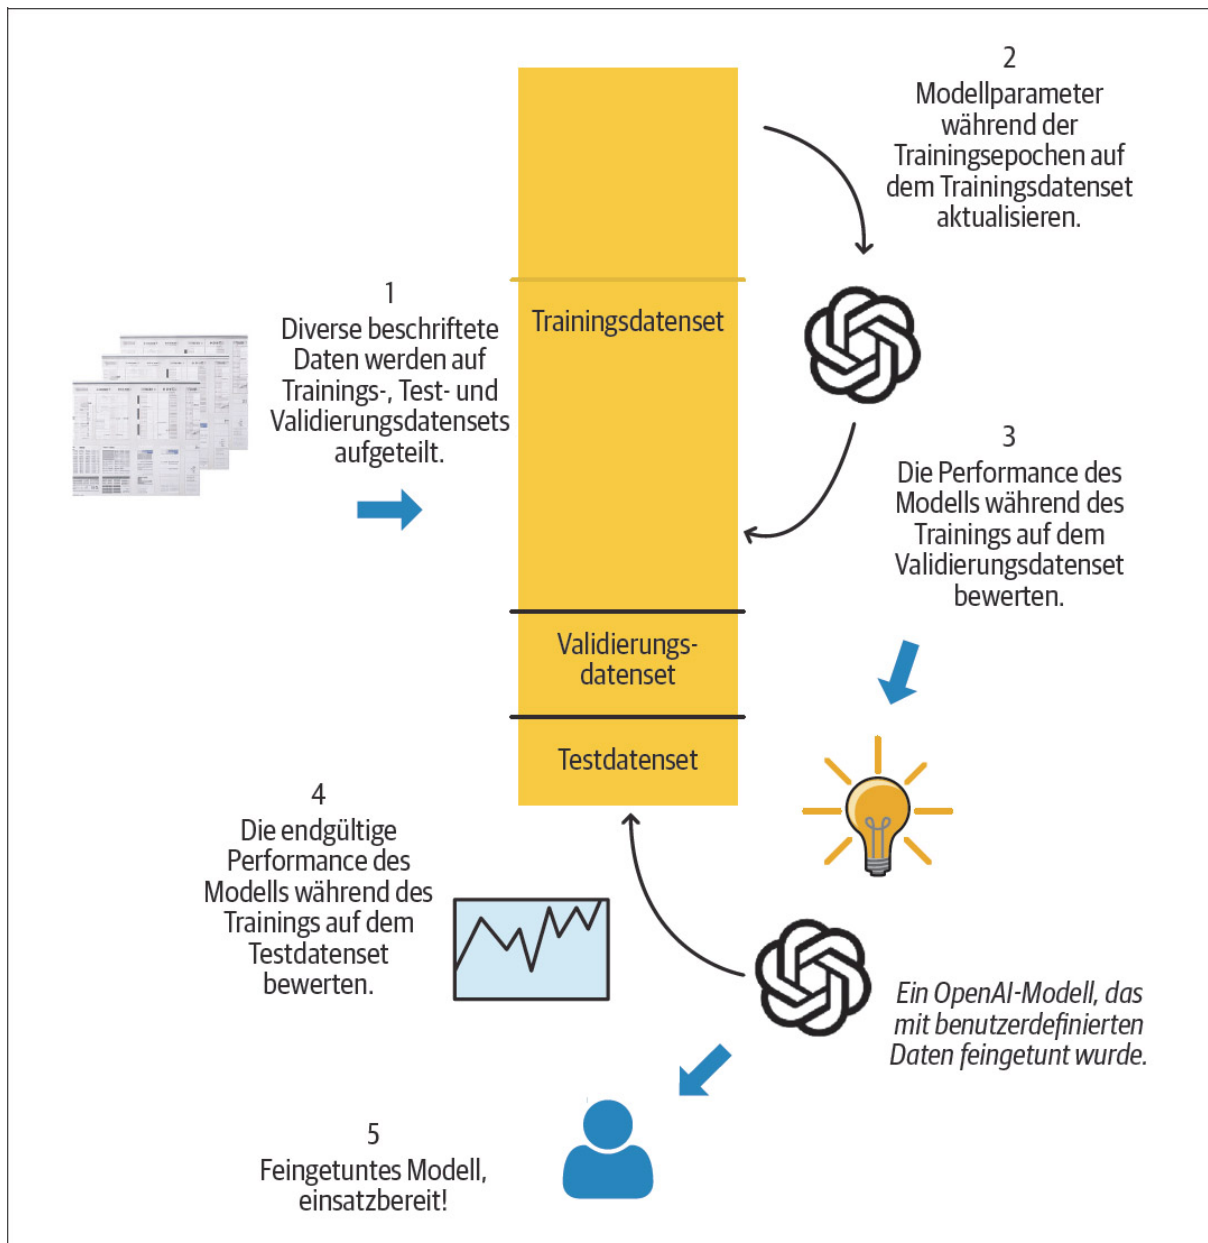 1
Diverse beschriftete
Daten werden auf
Trainings-, Test- und
Validierungsdatensets
aufgeteilt.
Trainingsdatenset
Validierungs-
datenset
Testdatenset
2
Modellparameter
während der
Trainingsepochen auf
dem Trainingsdatenset
aktualisieren.
3
Die Performance des
Modells während des
Trainings auf dem
Validierungsdatenset
bewerten.
4
Die endgültige
Performance des
Modells während des
Trainings auf dem
Testdatenset
bewerten.
Ein OpenAI-Modell, das
mit benutzerdefinierten
Daten feingetunt wurde.
5
Feingetuntes Modell,
einsatzbereit!